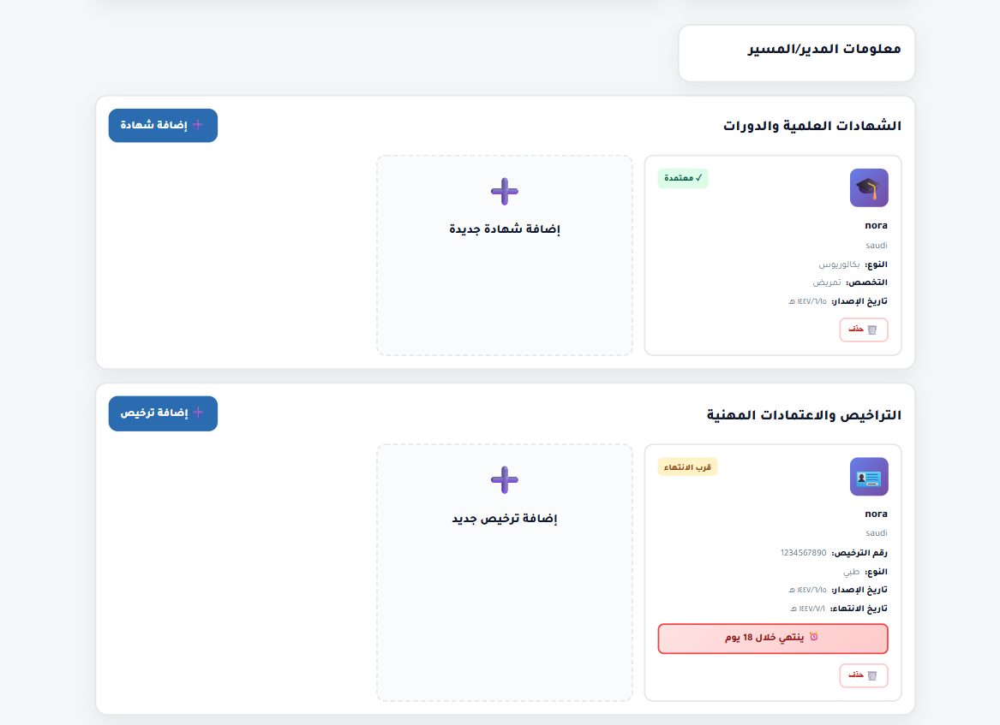 معلومات المدير/المسير
الشهادات العلمية والدورات
إضافة شهادة
✓ معتمدة
nora
saudi
النوع: بكالوريوس
التخصص: تمريض
تاريخ الإصدار: ١٤٤٧/٦/١٥ هـ
حذف
إضافة شهادة جديدة
التراخيص والاعتمادات المهنية
إضافة ترخيص
قرب الانتهاء
nora
saudi
رقم الترخيص: 1234567890
النوع: طبي
تاريخ الإصدار: ١٤٤٧/٦/١٥ هـ
تاريخ الانتهاء: ١٤٤٧/٧/١ هـ
ينتهي خلال 18 يوم
حذف
إضافة ترخيص جديد